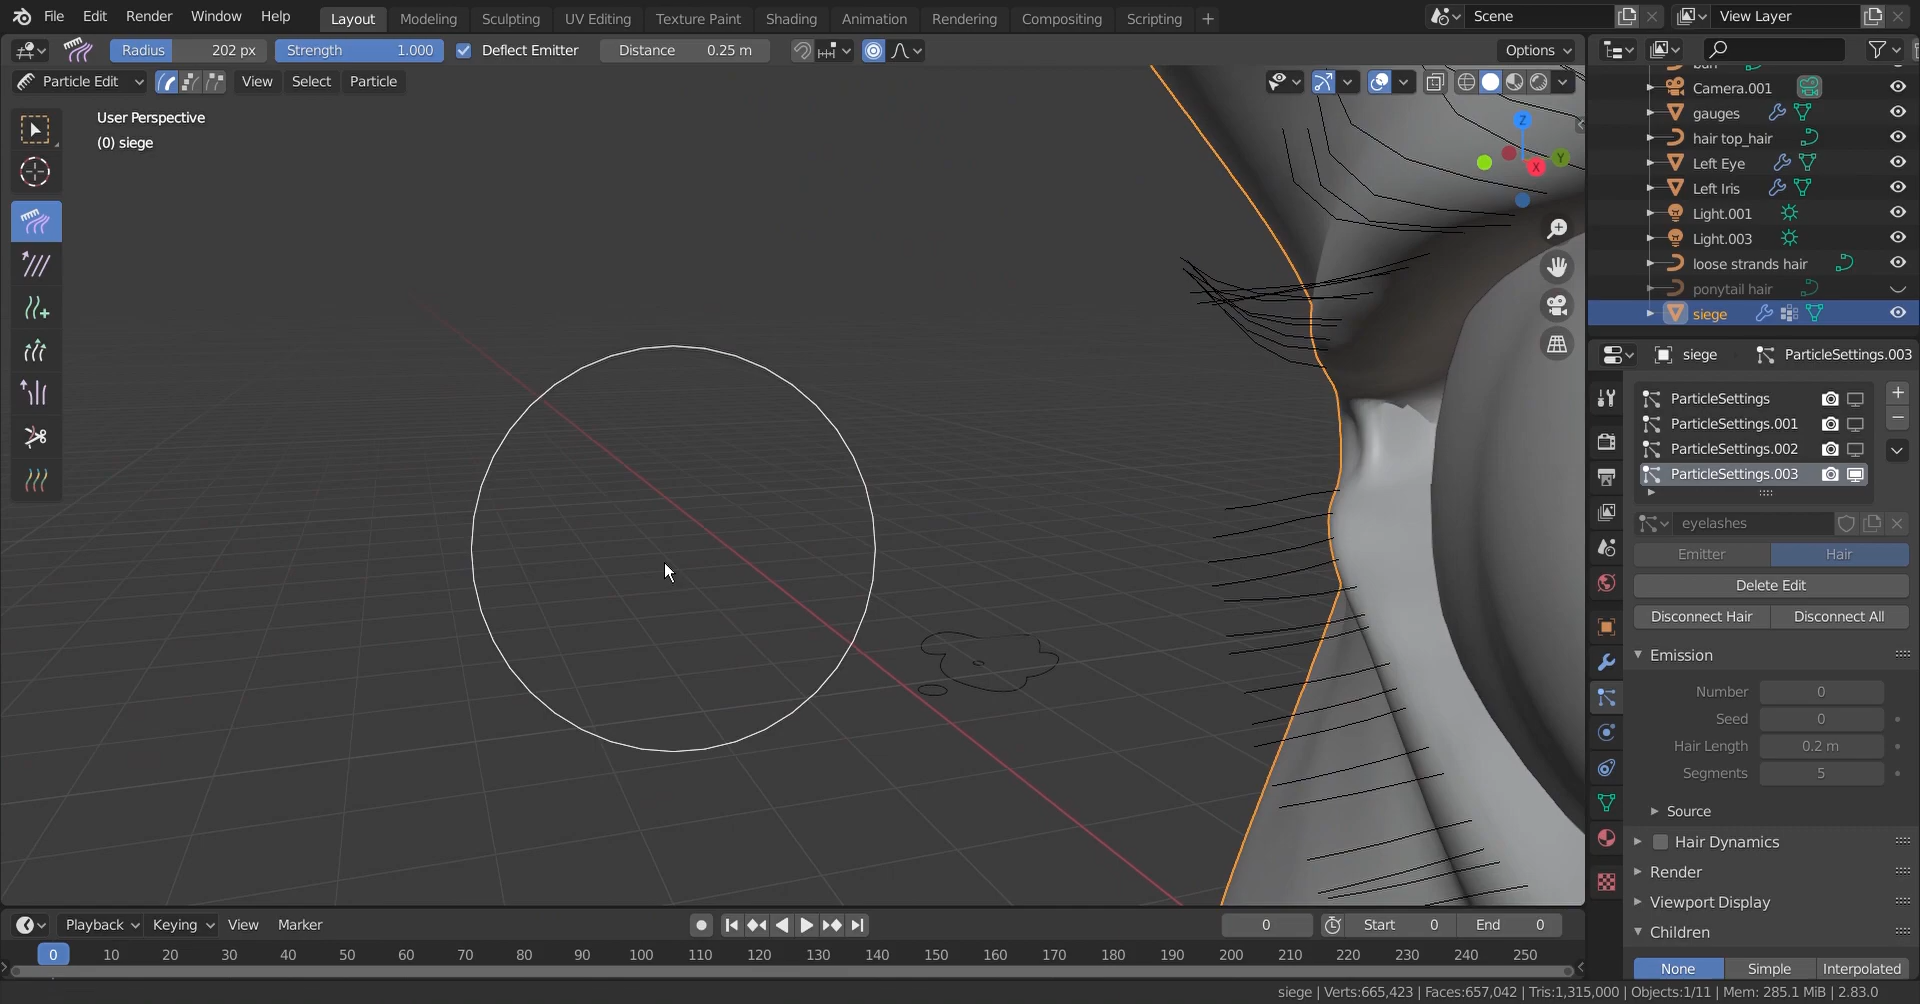 File Edit Render Window Help Layout Modeling Sculpting UV Editing Texture Paint Shading Animation Rendering Compositing Scripting + Scene View Layer
Radius 202 px Strength 1.000 Deflect Emitter Distance 0.25 m Options
Particle Edit View Select Particle
User Perspective
(0) siege
Z
Y
X
Camera.001
gauges
hair top_hair
Left Eye
Left Iris
Light.001
Light.003
loose strands hair
ponytail hair
siege
siege ParticleSettings.003
ParticleSettings
ParticleSettings.001
ParticleSettings.002
ParticleSettings.003
eyelashes
Emitter Hair
Delete Edit
Disconnect Hair Disconnect All
Emission
Number 0
Seed 0
Hair Length 0.2 m
Segments 5
Source
Hair Dynamics
Render
Viewport Display
Children
None Simple Interpolated
Playback Keying View Marker 0 Start 0 End 0
0 10 20 30 40 50 60 70 80 90 100 110 120 130 140 150 160 170 180 190 200 210 220 230 240 250
siege | Verts:665,423 | Faces:657,042 | Tris:1,315,000 | Objects:1/11 | Mem: 285.1 MiB | 2.83.0